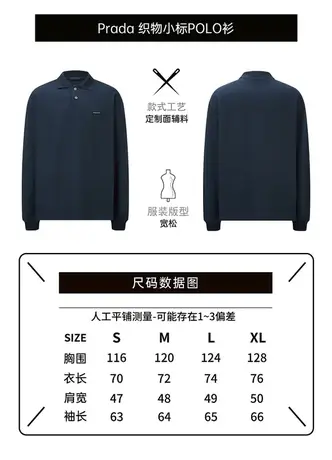 Prada 织物小标POLO衫
款式工艺
定制面辅料
服装版型
宽松
尺码数据图
人工平铺测量-可能存在1~3偏差
SIZE S M L XL
胸围 116 120 124 128
衣长 70 72 74 76
肩宽 47 48 49 50
袖长 63 64 65 66